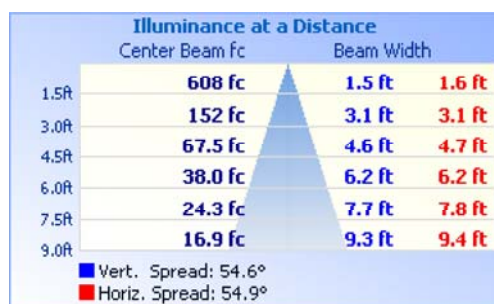 Illuminance at a Distance
Center Beam fc Beam Width
1.5ft 608 fc 1.5 ft 1.6 ft
3.0ft 152 fc 3.1 ft 3.1 ft
4.5ft 67.5 fc 4.6 ft 4.7 ft
6.0ft 38.0 fc 6.2 ft 6.2 ft
7.5ft 24.3 fc 7.7 ft 7.8 ft
9.0ft 16.9 fc 9.3 ft 9.4 ft
Vert. Spread: 54.6°
Horiz. Spread: 54.9°